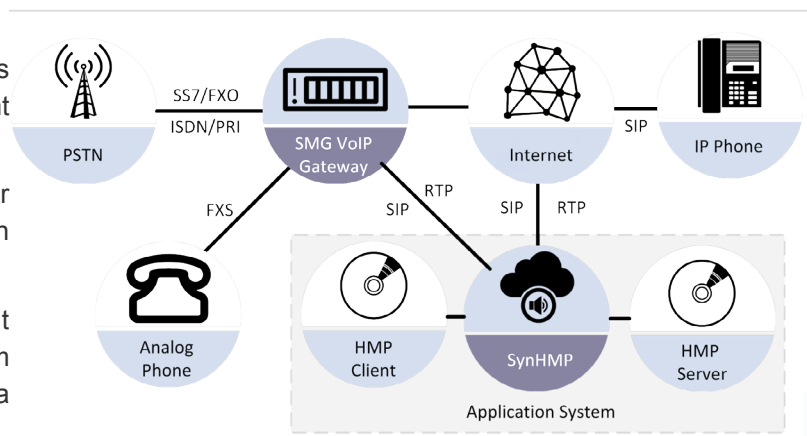 s
t
r
n
t
n
a
SS7/FXO
ISDN/PRI
PSTN
SMG VoIP
Gateway
Internet
SIP
IP Phone
FXS
SIP
RTP
SIP
RTP
Analog
Phone
HMP
Client
SynHMP
HMP
Server
Application System